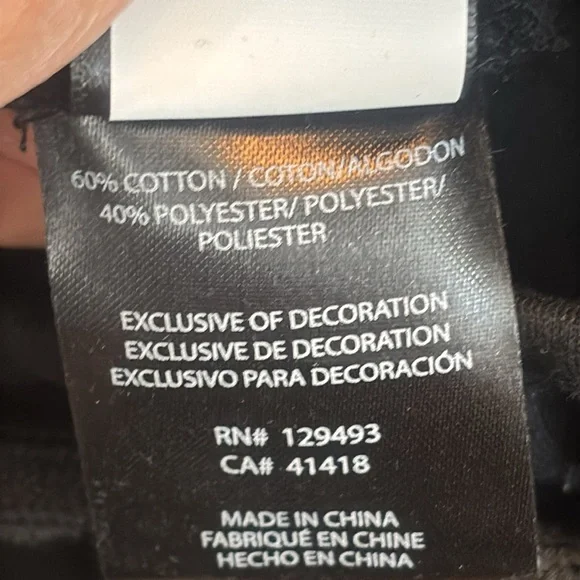 60% COTTON / COTON/ALGODON
40% POLYESTER/ POLYESTER/
POLIESTER
EXCLUSIVE OF DECORATION
EXCLUSIVE DE DECORATION
EXCLUSIVO PARA DECORACIÓN
RN# 129493
CA# 41418
MADE IN CHINA
FABRIQUÉ EN CHINE
HECHO EN CHINA